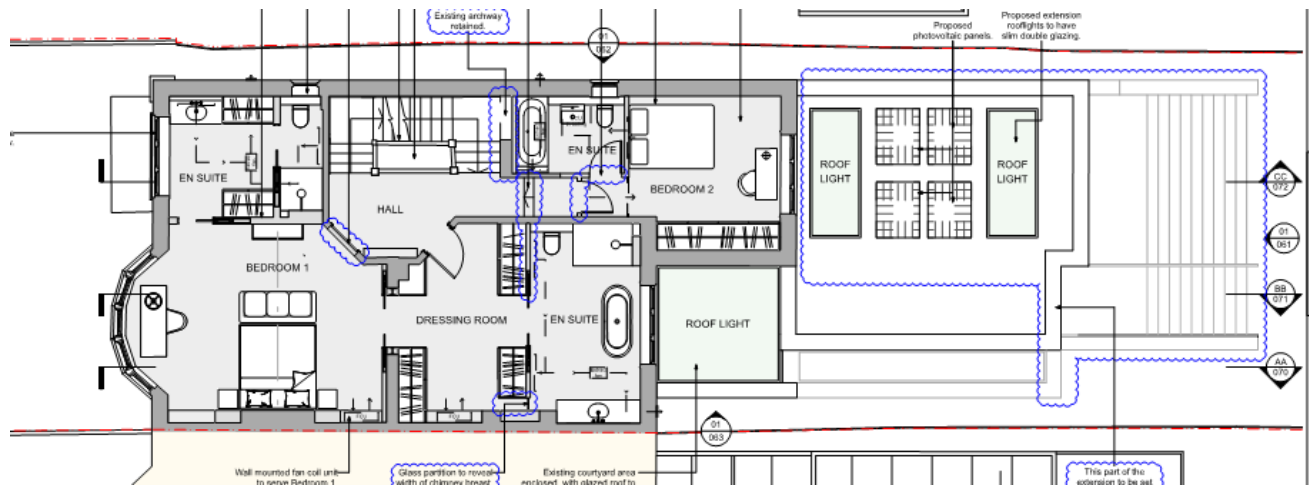 Existing archway
retained.
01
062
Proposed
photovoltaic panels.
Proposed extension
rooflights to have
slim double glazing.
EN SUITE
HALL
EN SUITE
BEDROOM 2
ROOF
LIGHT
ROOF
LIGHT
CC
072
01
061
BEDROOM 1
DRESSING ROOM
EN SUITE
ROOF LIGHT
BB
071
AA
070
FCU
FCU
01
063
Wall mounted fan coil unit
to serve Bedroom 1
Glass partition to reveal
width of chimney breast
Existing courtyard area
enclosed, with glazed roof to
This part of the
extension to be set